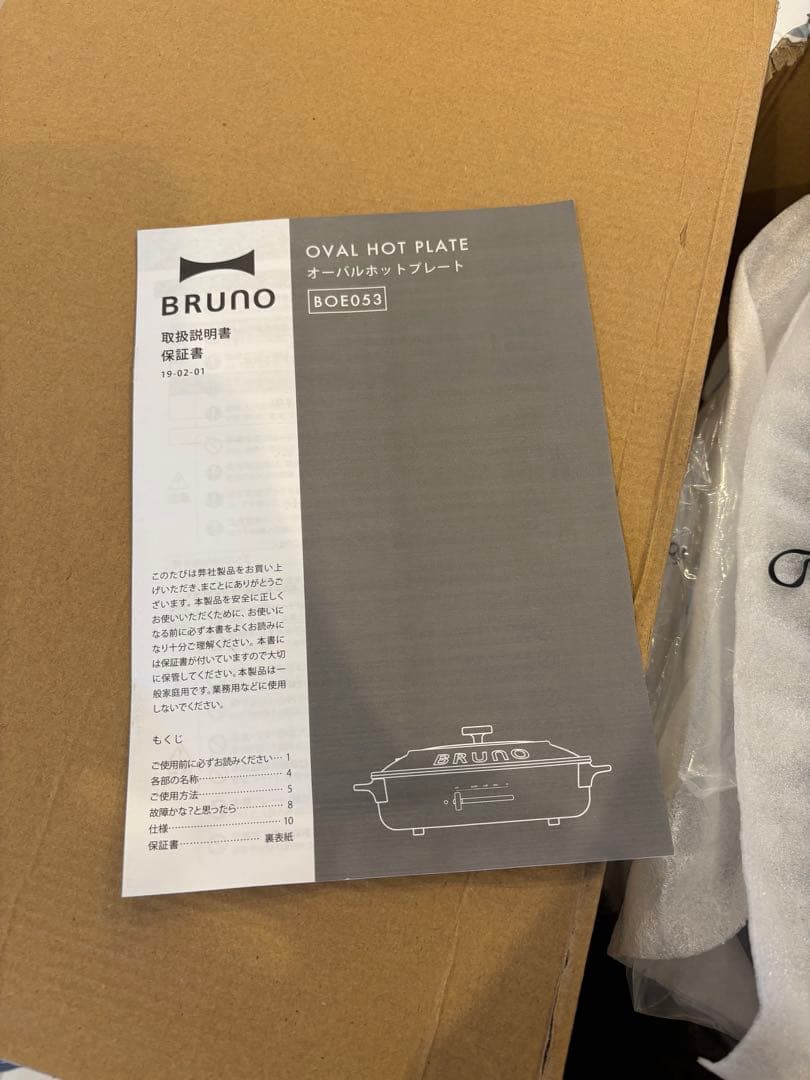 BRUNO
取扱説明書
保証書
19-02-01
OVAL HOT PLATE
オーバルホットプレート
BOE053
このたびは弊社製品をお買い上
げいただき、まことにありがとうご
ざいます。本製品を安全に正しく
お使いいただくために、お使いに
なる前に必ず本書をよくお読みに
なり十分ご理解ください。本書に
は保証書が付いていますので大切
に保管してください。本製品は一
般家庭用です。業務用などに使用
しないでください。
もくじ
ご使用前に必ずお読みください… 1
各部の名称……………………… 4
ご使用方法……………………… 5
故障かな?と思ったら…………… 8
仕様……………………………… 10
保証書…………………… 裏表紙
BRUNO